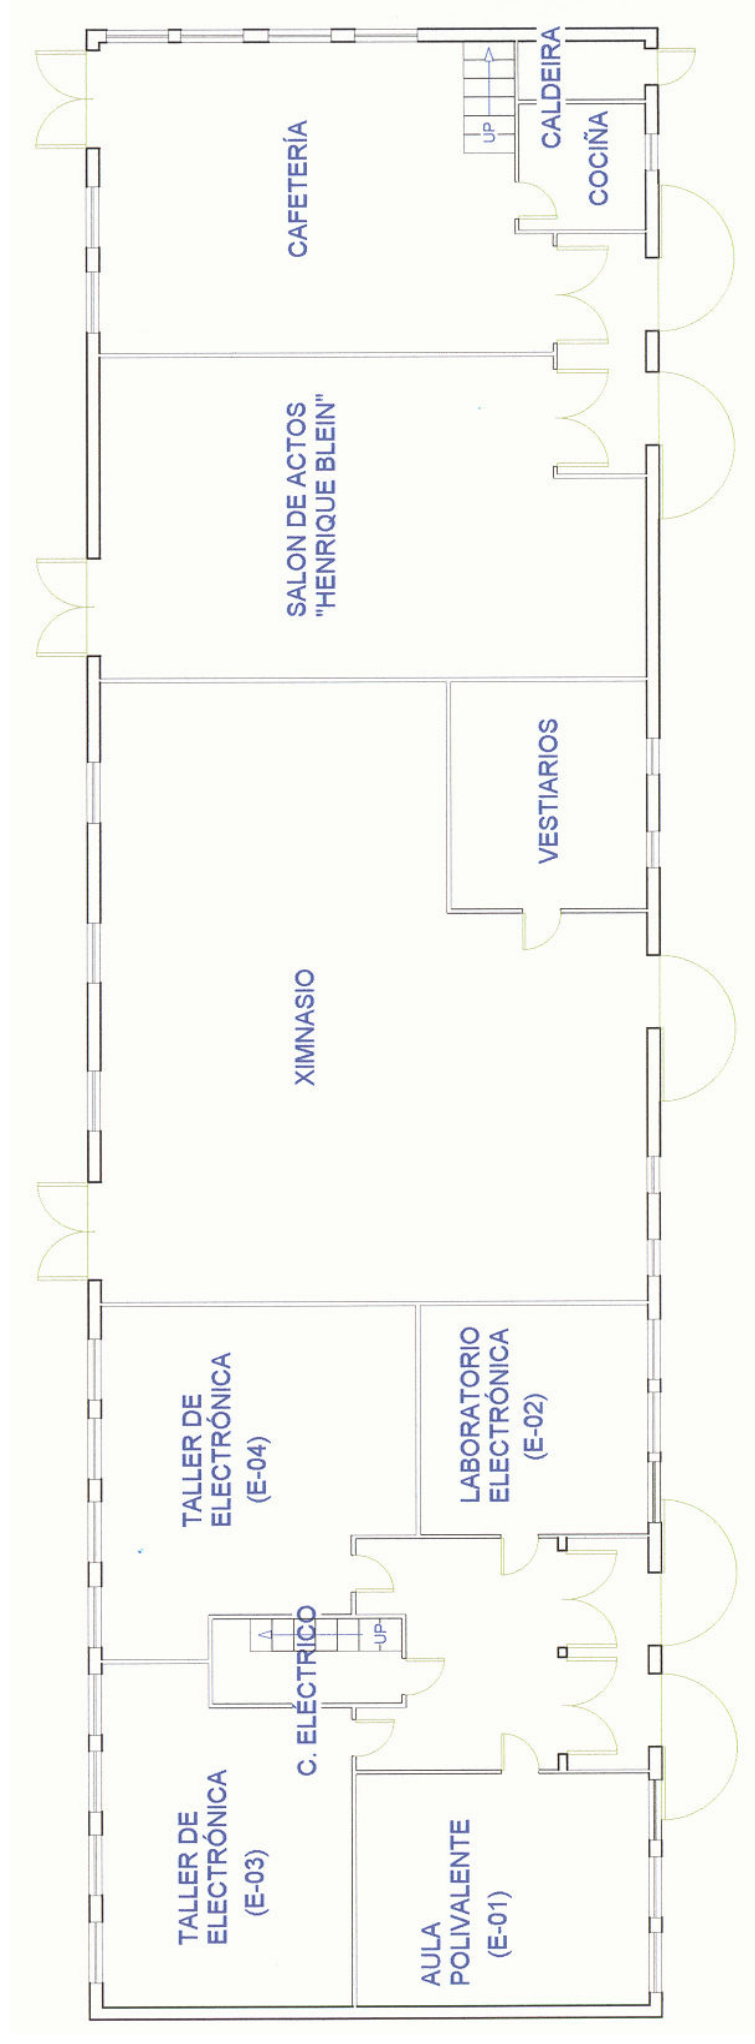 TALLER DE
ELECTRÓNICA
(E-03)
AULA
POLIVALENTE
(E-01)
C. ELÉCTRICO
UP
TALLER DE
ELECTRÓNICA
(E-04)
LABORATORIO
ELECTRÓNICA
(E-02)
XIMNASIO
VESTIARIOS
SALON DE ACTOS
"HENRIQUE BLEIN"
CAFETERÍA
UP
CALDEIRA
COCIÑA